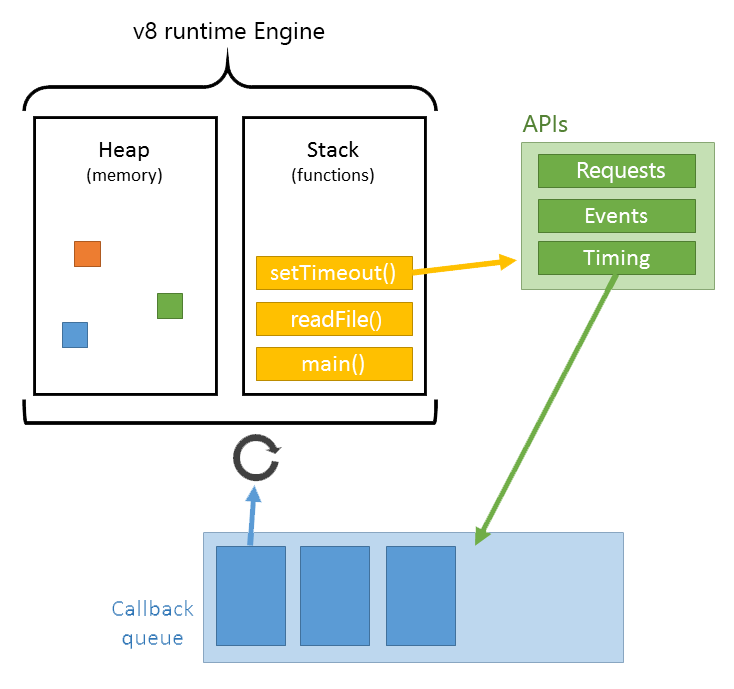 v8 runtime Engine
Heap
(memory)
Stack
(functions)
setTimeout()
readFile()
main()
APIs
Requests
Events
Timing
Callback
queue